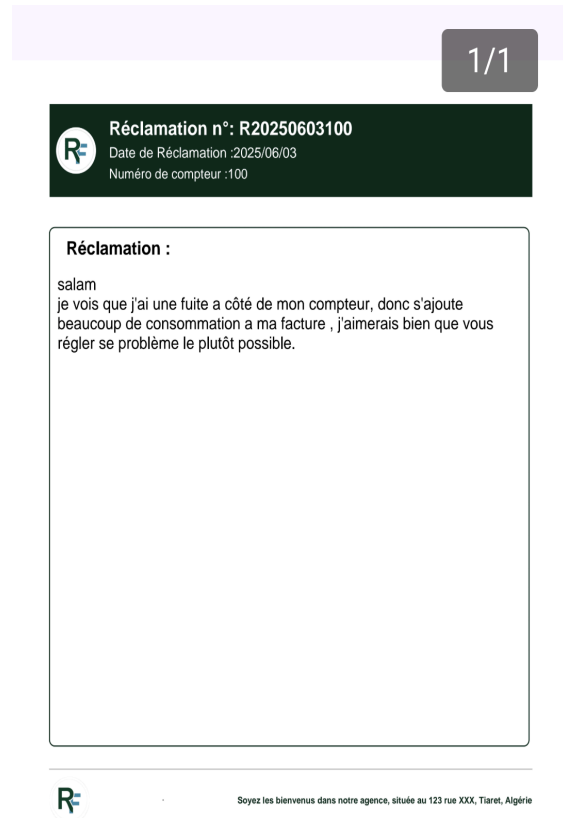 1/1
Réclamation n°: R20250603100
Date de Réclamation :2025/06/03
Numéro de compteur :100
RF
Réclamation :
salam
je vois que j'ai une fuite a côté de mon compteur, donc s'ajoute
beaucoup de consommation a ma facture , j'aimerais bien que vous
régler se problème le plutôt possible.
RF
Soyez les bienvenus dans notre agence, située au 123 rue XXX, Tiaret, Algérie